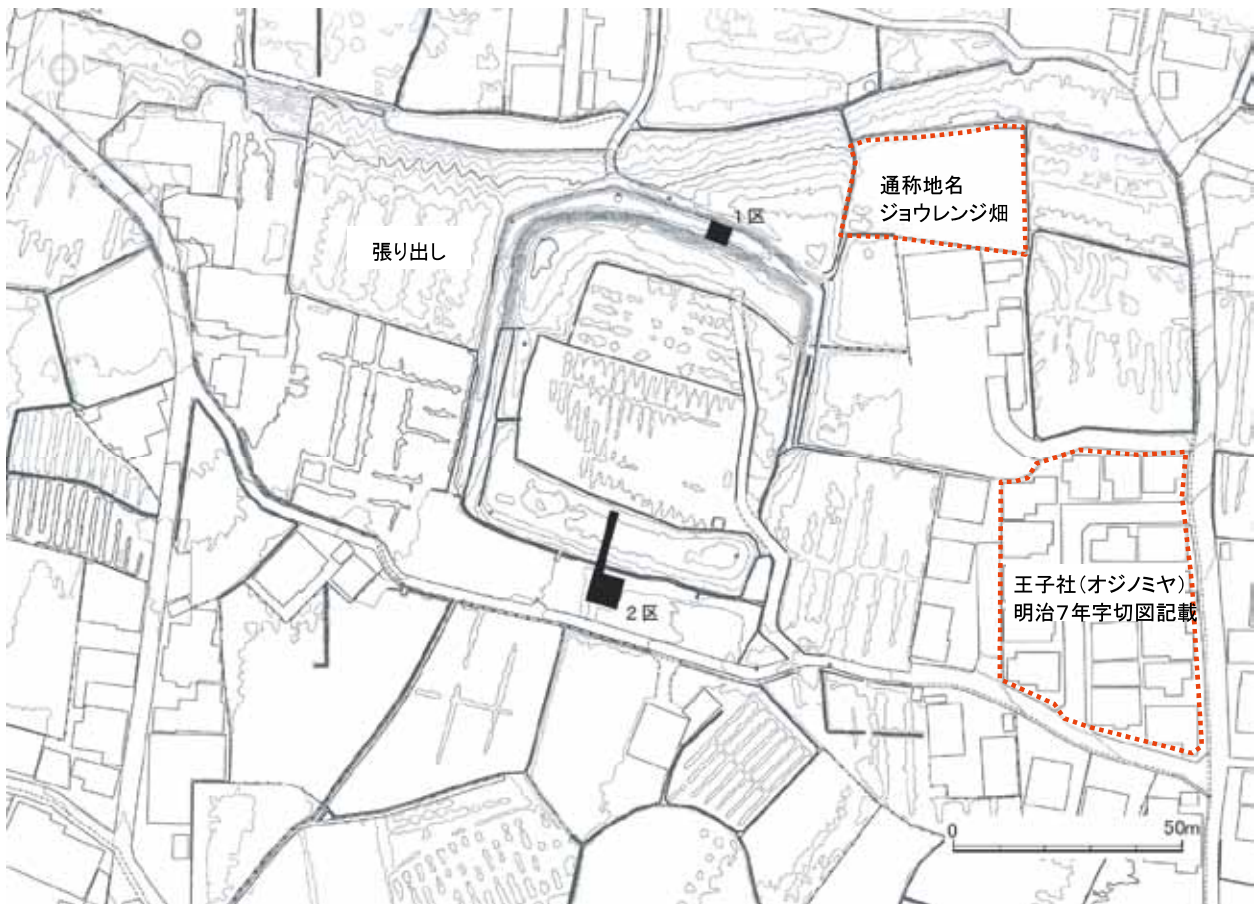 通称地名
ジョウレンジ畑
1区
張り出し
王子社(オジノミヤ)
明治7年字切図記載
2区
0 50m